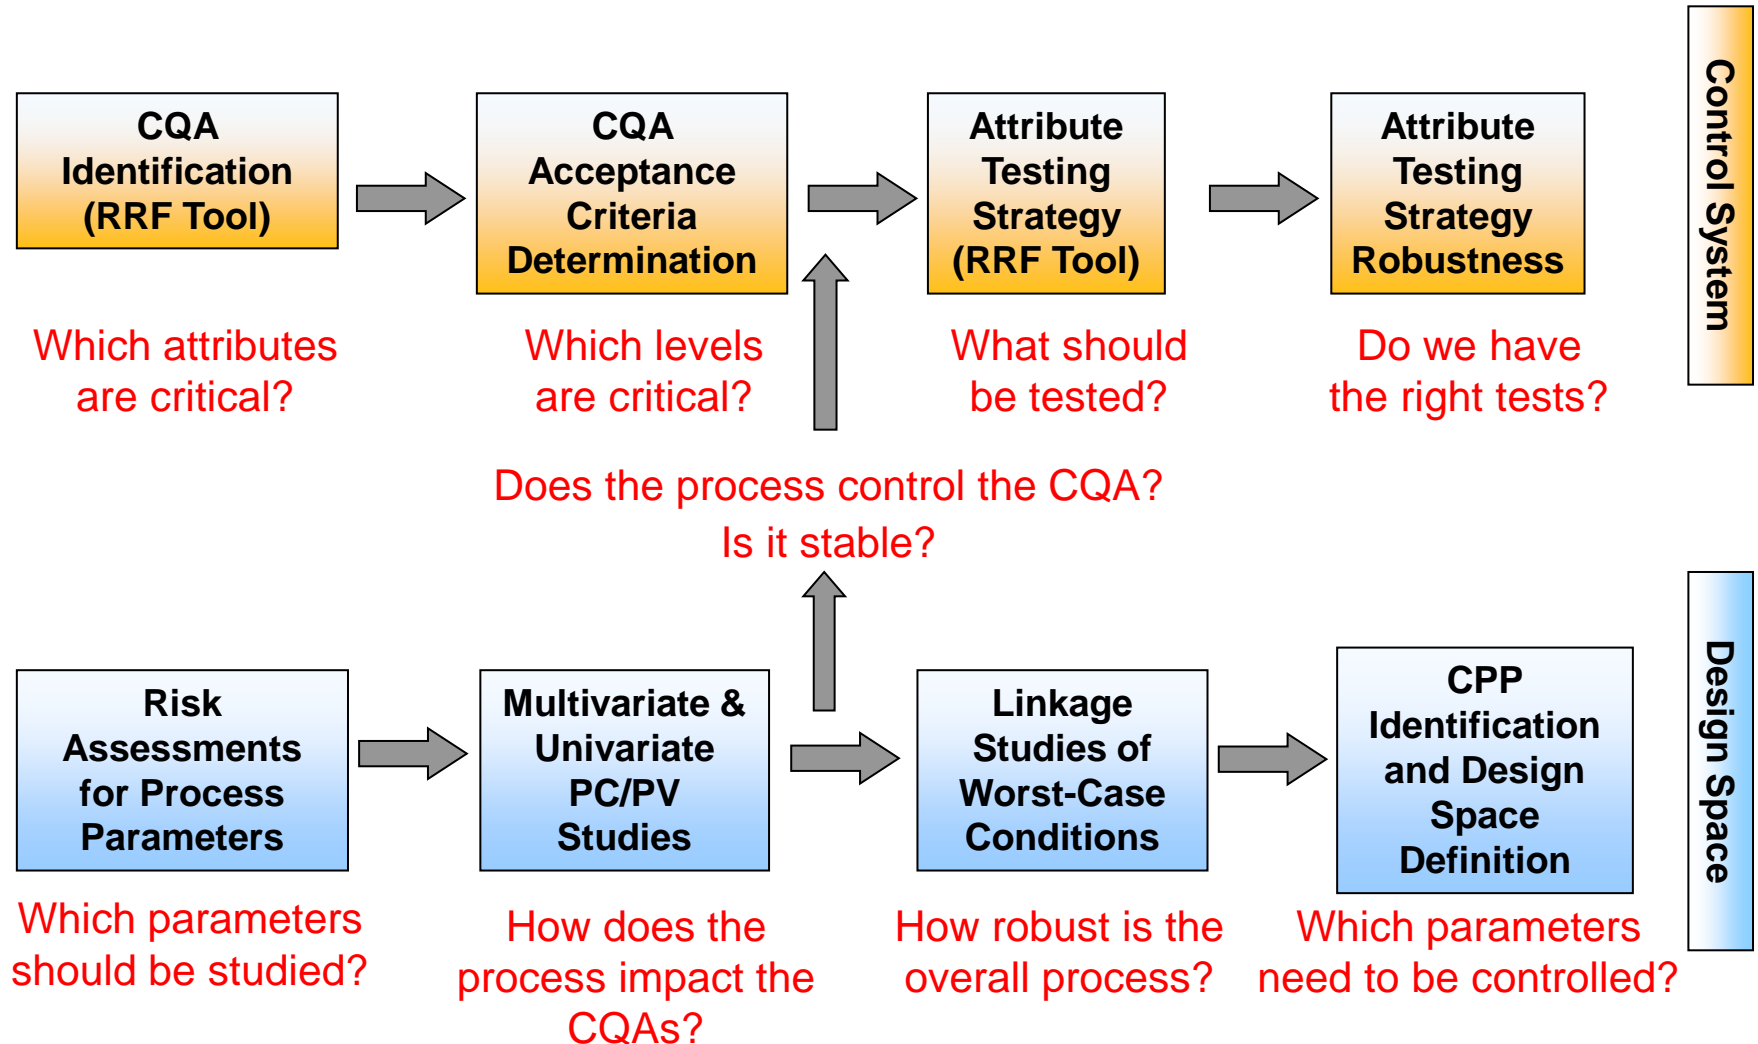 CQA
Identification
(RRF Tool)
CQA
Acceptance
Criteria
Determination
Attribute
Testing
Strategy
(RRF Tool)
Attribute
Testing
Strategy
Robustness
Control System
Which attributes
are critical?
Which levels
are critical?
What should
be tested?
Do we have
the right tests?
Does the process control the CQA?
Is it stable?
Risk
Assessments
for Process
Parameters
Multivariate &
Univariate
PC/PV
Studies
Linkage
Studies of
Worst-Case
Conditions
CPP
Identification
and Design
Space
Definition
Design Space
Which parameters
should be studied?
How does the
process impact the
CQAs?
How robust is the
overall process?
Which parameters
need to be controlled?